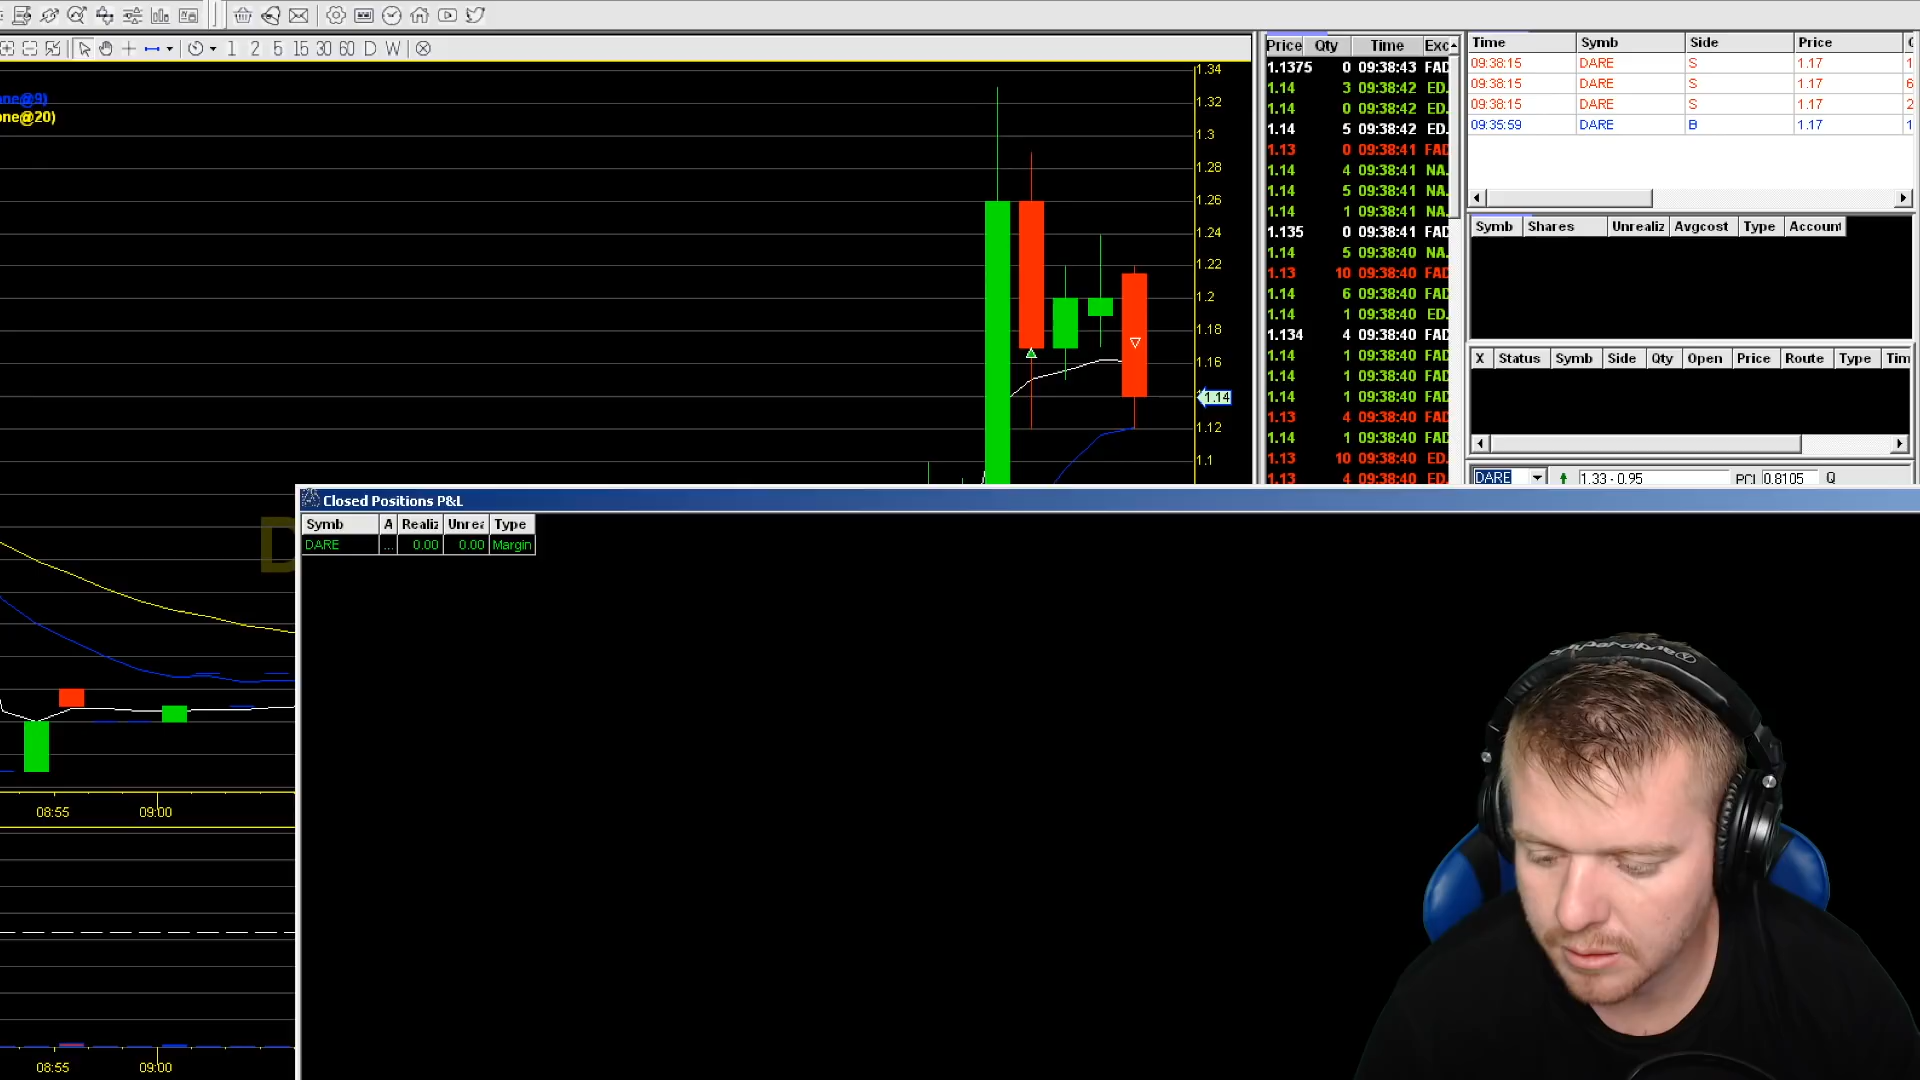 1 2 5 15 30 60 D W
one@9)
one@20)
1.34
1.32
1.3
1.28
1.26
1.24
1.22
1.2
1.18
1.16
1.14
1.12
1.1
Price Qty Time Exc
1.1375 0 09:38:43 FAD
1.14 3 09:38:42 ED.
1.14 0 09:38:42 ED.
1.14 5 09:38:42 ED.
1.13 0 09:38:41 FAD
1.14 4 09:38:41 NA.
1.14 5 09:38:41 NA.
1.14 1 09:38:41 NA.
1.135 0 09:38:41 FAD
1.14 5 09:38:40 NA.
1.13 10 09:38:40 FAD
1.14 6 09:38:40 FAD
1.14 1 09:38:40 ED.
1.134 4 09:38:40 FAD
1.14 1 09:38:40 FAD
1.14 1 09:38:40 FAD
1.14 1 09:38:40 FAD
1.13 4 09:38:40 FAD
1.14 1 09:38:40 FAD
1.13 10 09:38:40 ED.
1.13 4 09:38:40 ED.
Time Symb Side Price
09:38:15 DARE S 1.17 1
09:38:15 DARE S 1.17 6
09:38:15 DARE S 1.17 2
09:35:59 DARE B 1.17 1
Symb Shares Unrealiz Avgcost Type Account
X Status Symb Side Qty Open Price Route Type Tim
DARE 1.33 - 0.95 PCl 0.8105 Q
Closed Positions P&L
Symb A Realiz Unrea Type
DARE ... 0.00 0.00 Margin
D
08:55 09:00
08:55 09:00